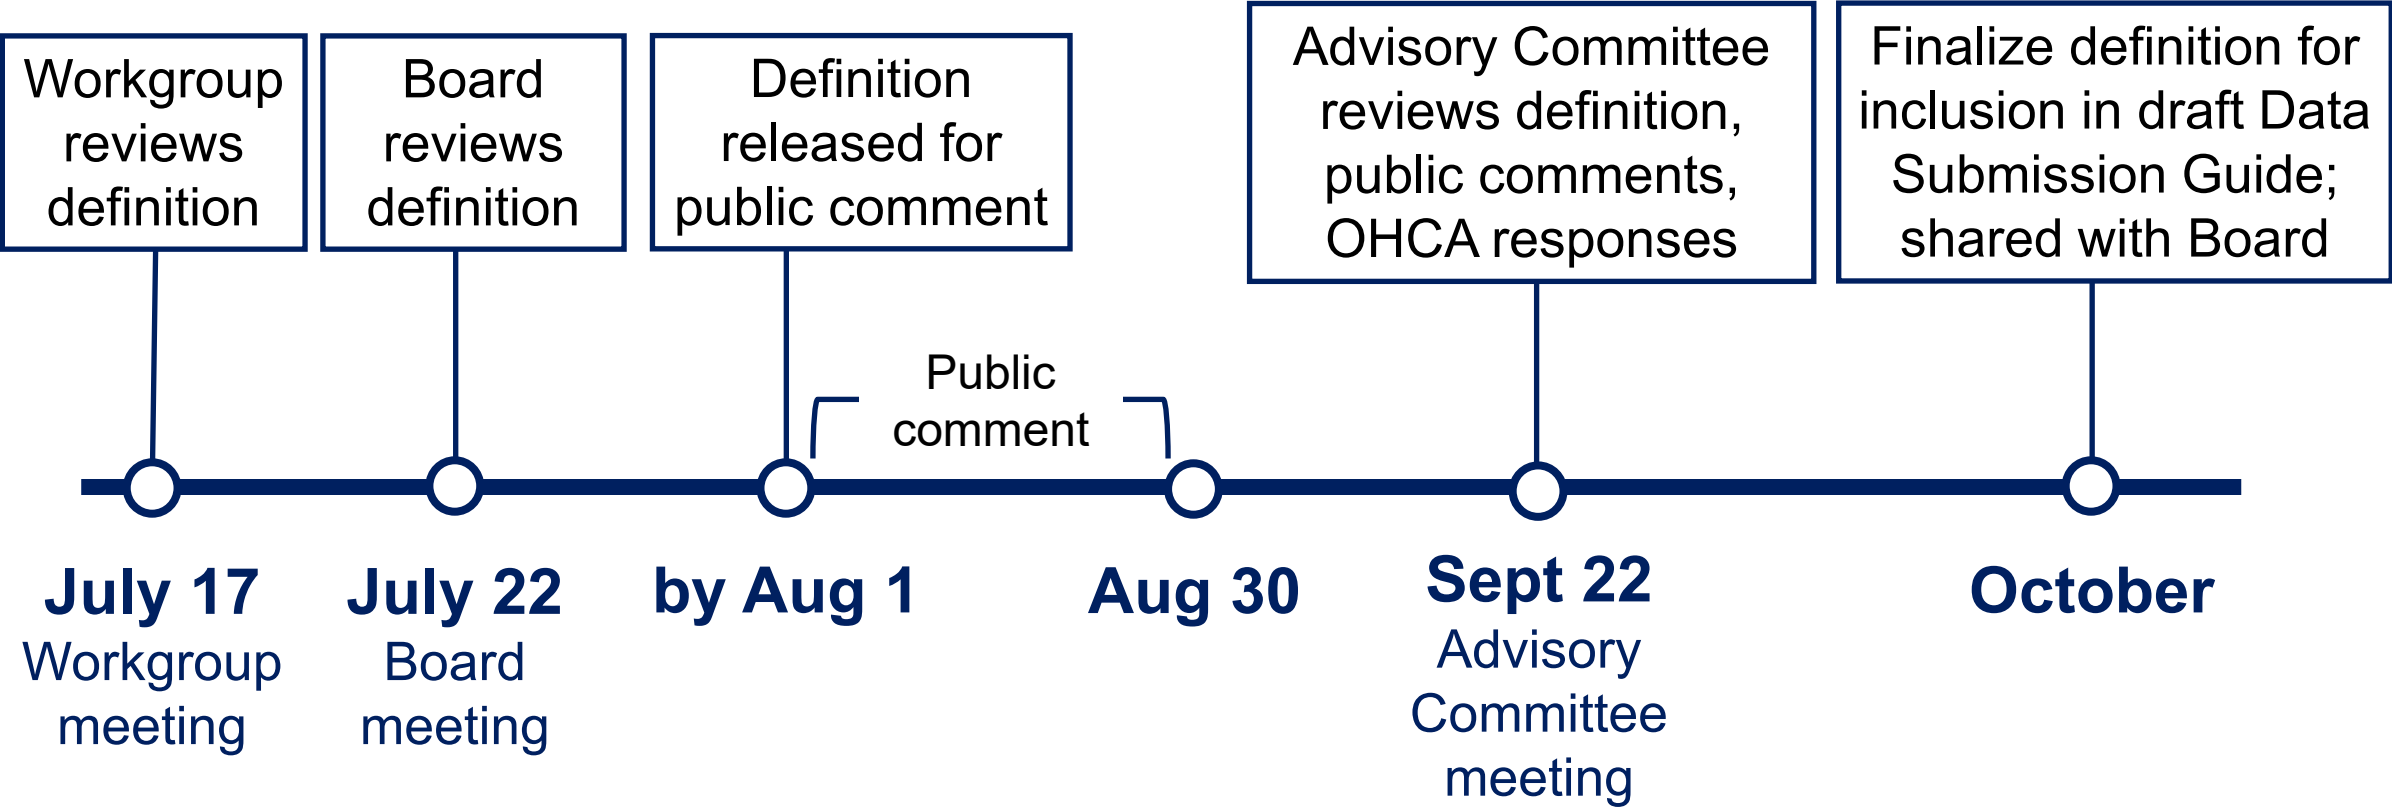 Workgroup
reviews
definition
Board
reviews
definition
Definition
released for
public comment
Advisory Committee
reviews definition,
public comments,
OHCA responses
Finalize definition for
inclusion in draft Data
Submission Guide;
shared with Board
Public
comment
July 17
Workgroup
meeting
July 22
Board
meeting
by Aug 1
Aug 30
Sept 22
Advisory
Committee
meeting
October